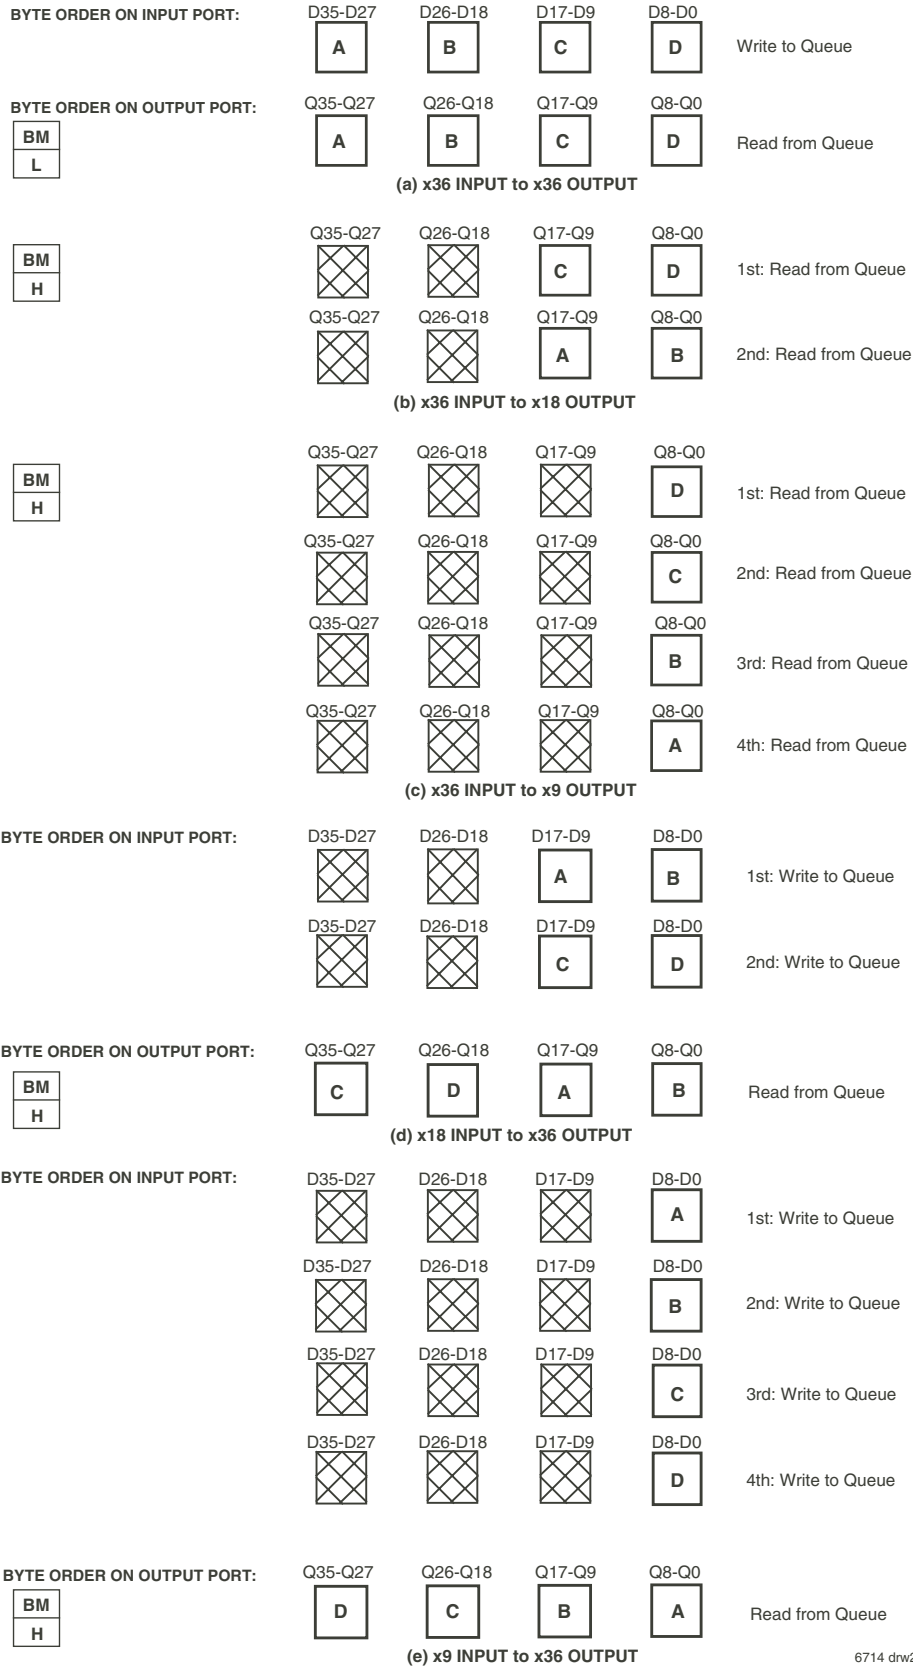 BYTE ORDER ON INPUT PORT: D35-D27 D26-D18 D17-D9 D8-D0
A B C D Write to Queue
BYTE ORDER ON OUTPUT PORT: Q35-Q27 Q26-Q18 Q17-Q9 Q8-Q0
BM
L
A B C D Read from Queue
(a) x36 INPUT to x36 OUTPUT
Q35-Q27 Q26-Q18 Q17-Q9 Q8-Q0
BM
H
C D 1st: Read from Queue
Q35-Q27 Q26-Q18 Q17-Q9 Q8-Q0
A B 2nd: Read from Queue
(b) x36 INPUT to x18 OUTPUT
Q35-Q27 Q26-Q18 Q17-Q9 Q8-Q0
BM
H
D 1st: Read from Queue
Q35-Q27 Q26-Q18 Q17-Q9 Q8-Q0
C 2nd: Read from Queue
Q35-Q27 Q26-Q18 Q17-Q9 Q8-Q0
B 3rd: Read from Queue
Q35-Q27 Q26-Q18 Q17-Q9 Q8-Q0
A 4th: Read from Queue
(c) x36 INPUT to x9 OUTPUT
BYTE ORDER ON INPUT PORT: D35-D27 D26-D18 D17-D9 D8-D0
A B 1st: Write to Queue
D35-D27 D26-D18 D17-D9 D8-D0
C D 2nd: Write to Queue
BYTE ORDER ON OUTPUT PORT: Q35-Q27 Q26-Q18 Q17-Q9 Q8-Q0
BM
H
C D A B Read from Queue
(d) x18 INPUT to x36 OUTPUT
BYTE ORDER ON INPUT PORT: D35-D27 D26-D18 D17-D9 D8-D0
A 1st: Write to Queue
D35-D27 D26-D18 D17-D9 D8-D0
B 2nd: Write to Queue
D35-D27 D26-D18 D17-D9 D8-D0
C 3rd: Write to Queue
D35-D27 D26-D18 D17-D9 D8-D0
D 4th: Write to Queue
BYTE ORDER ON OUTPUT PORT: Q35-Q27 Q26-Q18 Q17-Q9 Q8-Q0
BM
H
D C B A Read from Queue
(e) x9 INPUT to x36 OUTPUT
6714